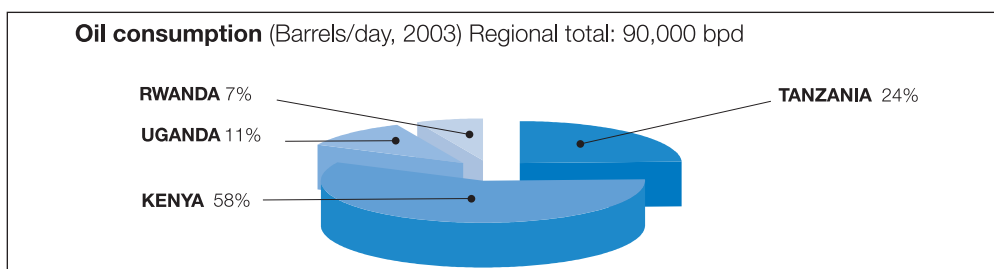 Oil consumption (Barrels/day, 2003) Regional total: 90,000 bpd
RWANDA 7%
TANZANIA 24%
UGANDA 11%
KENYA 58%